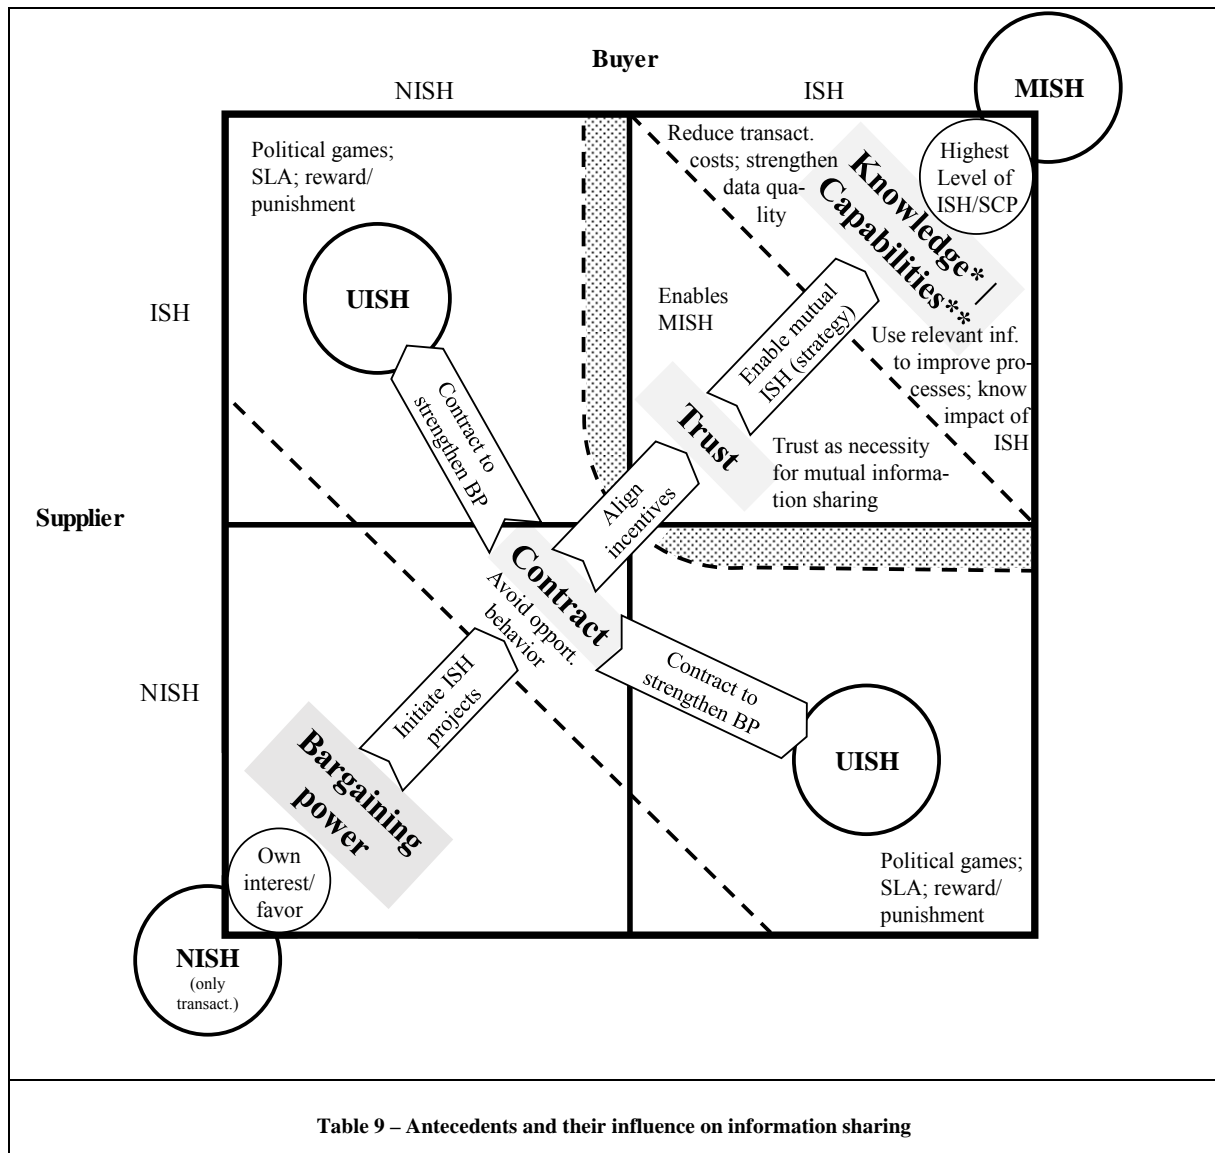 Buyer
NISH
ISH
MISH
Political games;
SLA; reward/
punishment
Reduce transact.
costs; strengthen
data qua-
lity
Knowledge* |
Capabilities**
Highest
Level of
ISH/SCP
UISH
ISH
Enables
MISH
Enable mutual
ISH (strategy)
Use relevant inf.
to improve pro-
cesses; know
impact of
ISH
Contract to
strengthen BP
Trust
Trust as necessity
for mutual informa-
tion sharing
Align
incentives
Supplier
Contract
Avoid opport.
behavior
NISH
Initiate ISH
projects
Contract to
strengthen BP
UISH
Bargaining
power
Own
interest/
favor
Political games;
SLA; reward/
punishment
NISH
(only
transact.)
Table 9 – Antecedents and their influence on information sharing